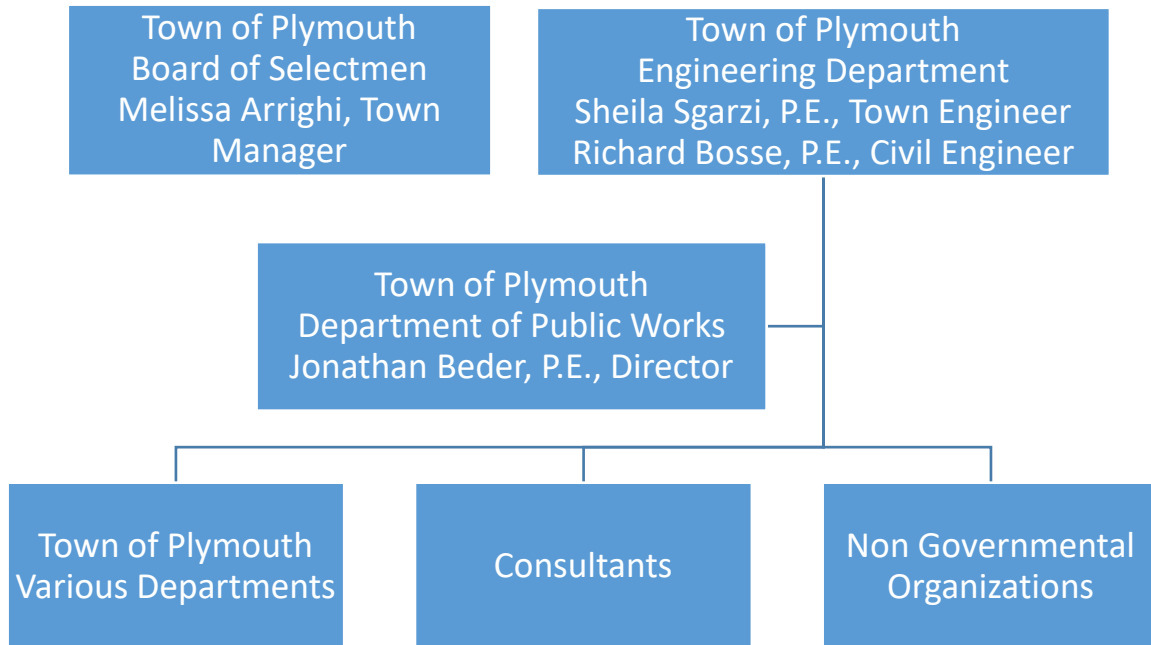 Town of Plymouth
Board of Selectmen
Melissa Arrighi, Town
Manager
Town of Plymouth
Engineering Department
Sheila Sgarzi, P.E., Town Engineer
Richard Bosse, P.E., Civil Engineer
Town of Plymouth
Department of Public Works
Jonathan Beder, P.E., Director
Town of Plymouth
Various Departments
Consultants
Non Governmental
Organizations